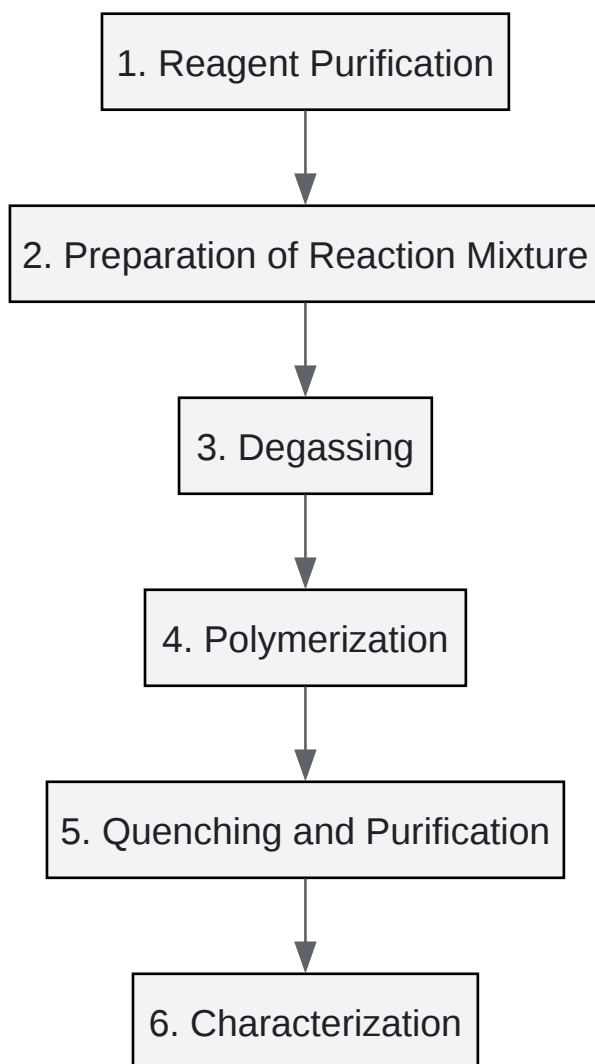 1. Reagent Purification
2. Preparation of Reaction Mixture
3. Degassing
4. Polymerization
5. Quenching and Purification
6. Characterization